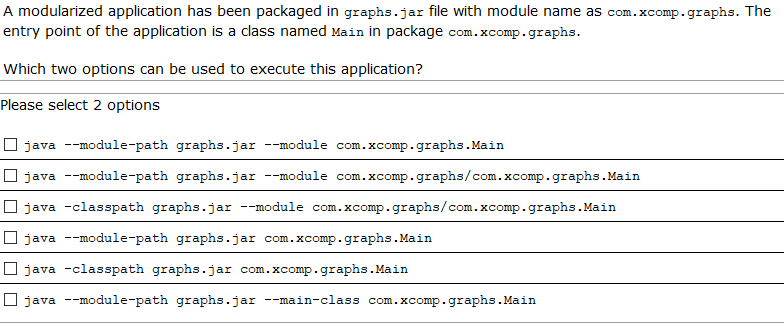 A modularized application has been packaged in graphs.jar file with module name as com.xcomp.graphs. The
entry point of the application is a class named Main in package com.xcomp.graphs.
Which two options can be used to execute this application?
Please select 2 options
java --module-path graphs.jar --module com.xcomp.graphs.Main
java --module-path graphs.jar --module com.xcomp.graphs/com.xcomp.graphs.Main
java -classpath graphs.jar --module com.xcomp.graphs/com.xcomp.graphs.Main
java --module-path graphs.jar com.xcomp.graphs.Main
java -classpath graphs.jar com.xcomp.graphs.Main
java --module-path graphs.jar --main-class com.xcomp.graphs.Main